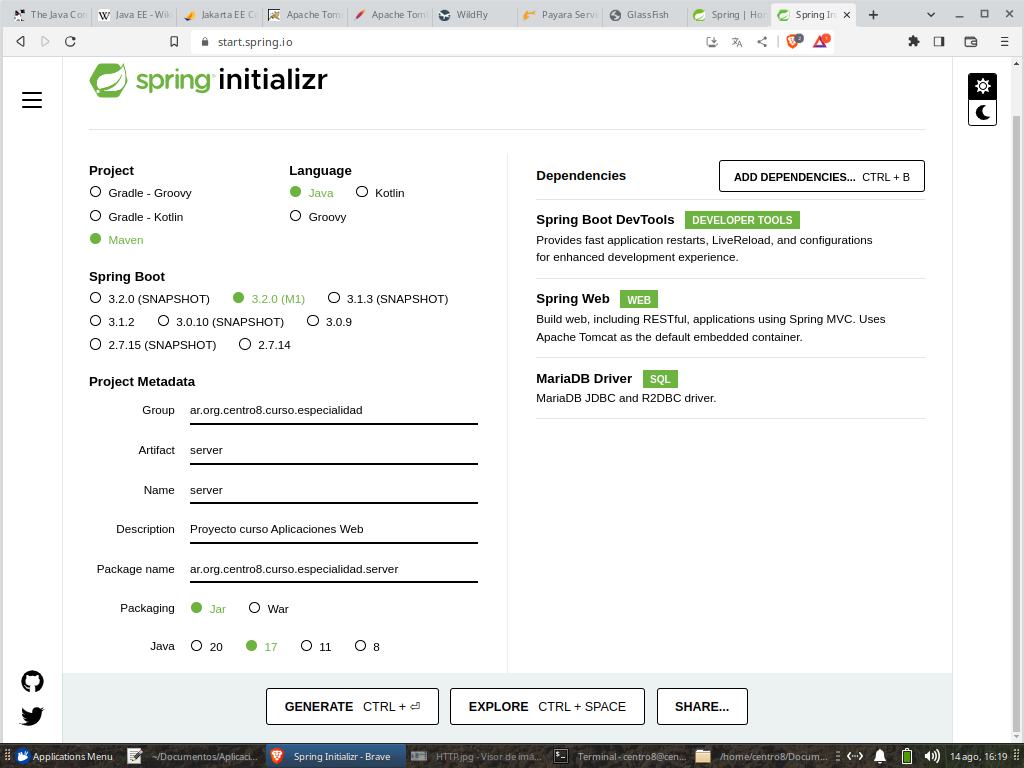 The Java Con
Java EE - Wik
Jakarta EE Co
Apache Tom
Apache Toml
WildFly
Payara Serv
GlassFish
Spring | Hom
Spring In
start.spring.io
spring initializr
Project
Gradle - Groovy
Gradle - Kotlin
Maven
Language
Java
Kotlin
Groovy
Spring Boot
3.2.0 (SNAPSHOT)
3.2.0 (M1)
3.1.3 (SNAPSHOT)
3.1.2
3.0.10 (SNAPSHOT)
3.0.9
2.7.15 (SNAPSHOT)
2.7.14
Project Metadata
Group
ar.org.centro8.curso.especialidad
Artifact
server
Name
server
Description
Proyecto curso Aplicaciones Web
Package name
ar.org.centro8.curso.especialidad.server
Packaging
Jar
War
Java
20
17
11
8
Dependencies
ADD DEPENDENCIES... CTRL + B
Spring Boot DevTools DEVELOPER TOOLS
Provides fast application restarts, LiveReload, and configurations
for enhanced development experience.
Spring Web WEB
Build web, including RESTful, applications using Spring MVC. Uses
Apache Tomcat as the default embedded container.
MariaDB Driver SQL
MariaDB JDBC and R2DBC driver.
GENERATE CTRL + ⏎
EXPLORE CTRL + SPACE
SHARE...
Applications Menu
~/Documentos/Aplicaci...
Spring Initializr - Brave
HTTP.jpg - Visor de imá...
Terminal - centro8@cen...
/home/centro8/Docum...
14 ago, 16:19